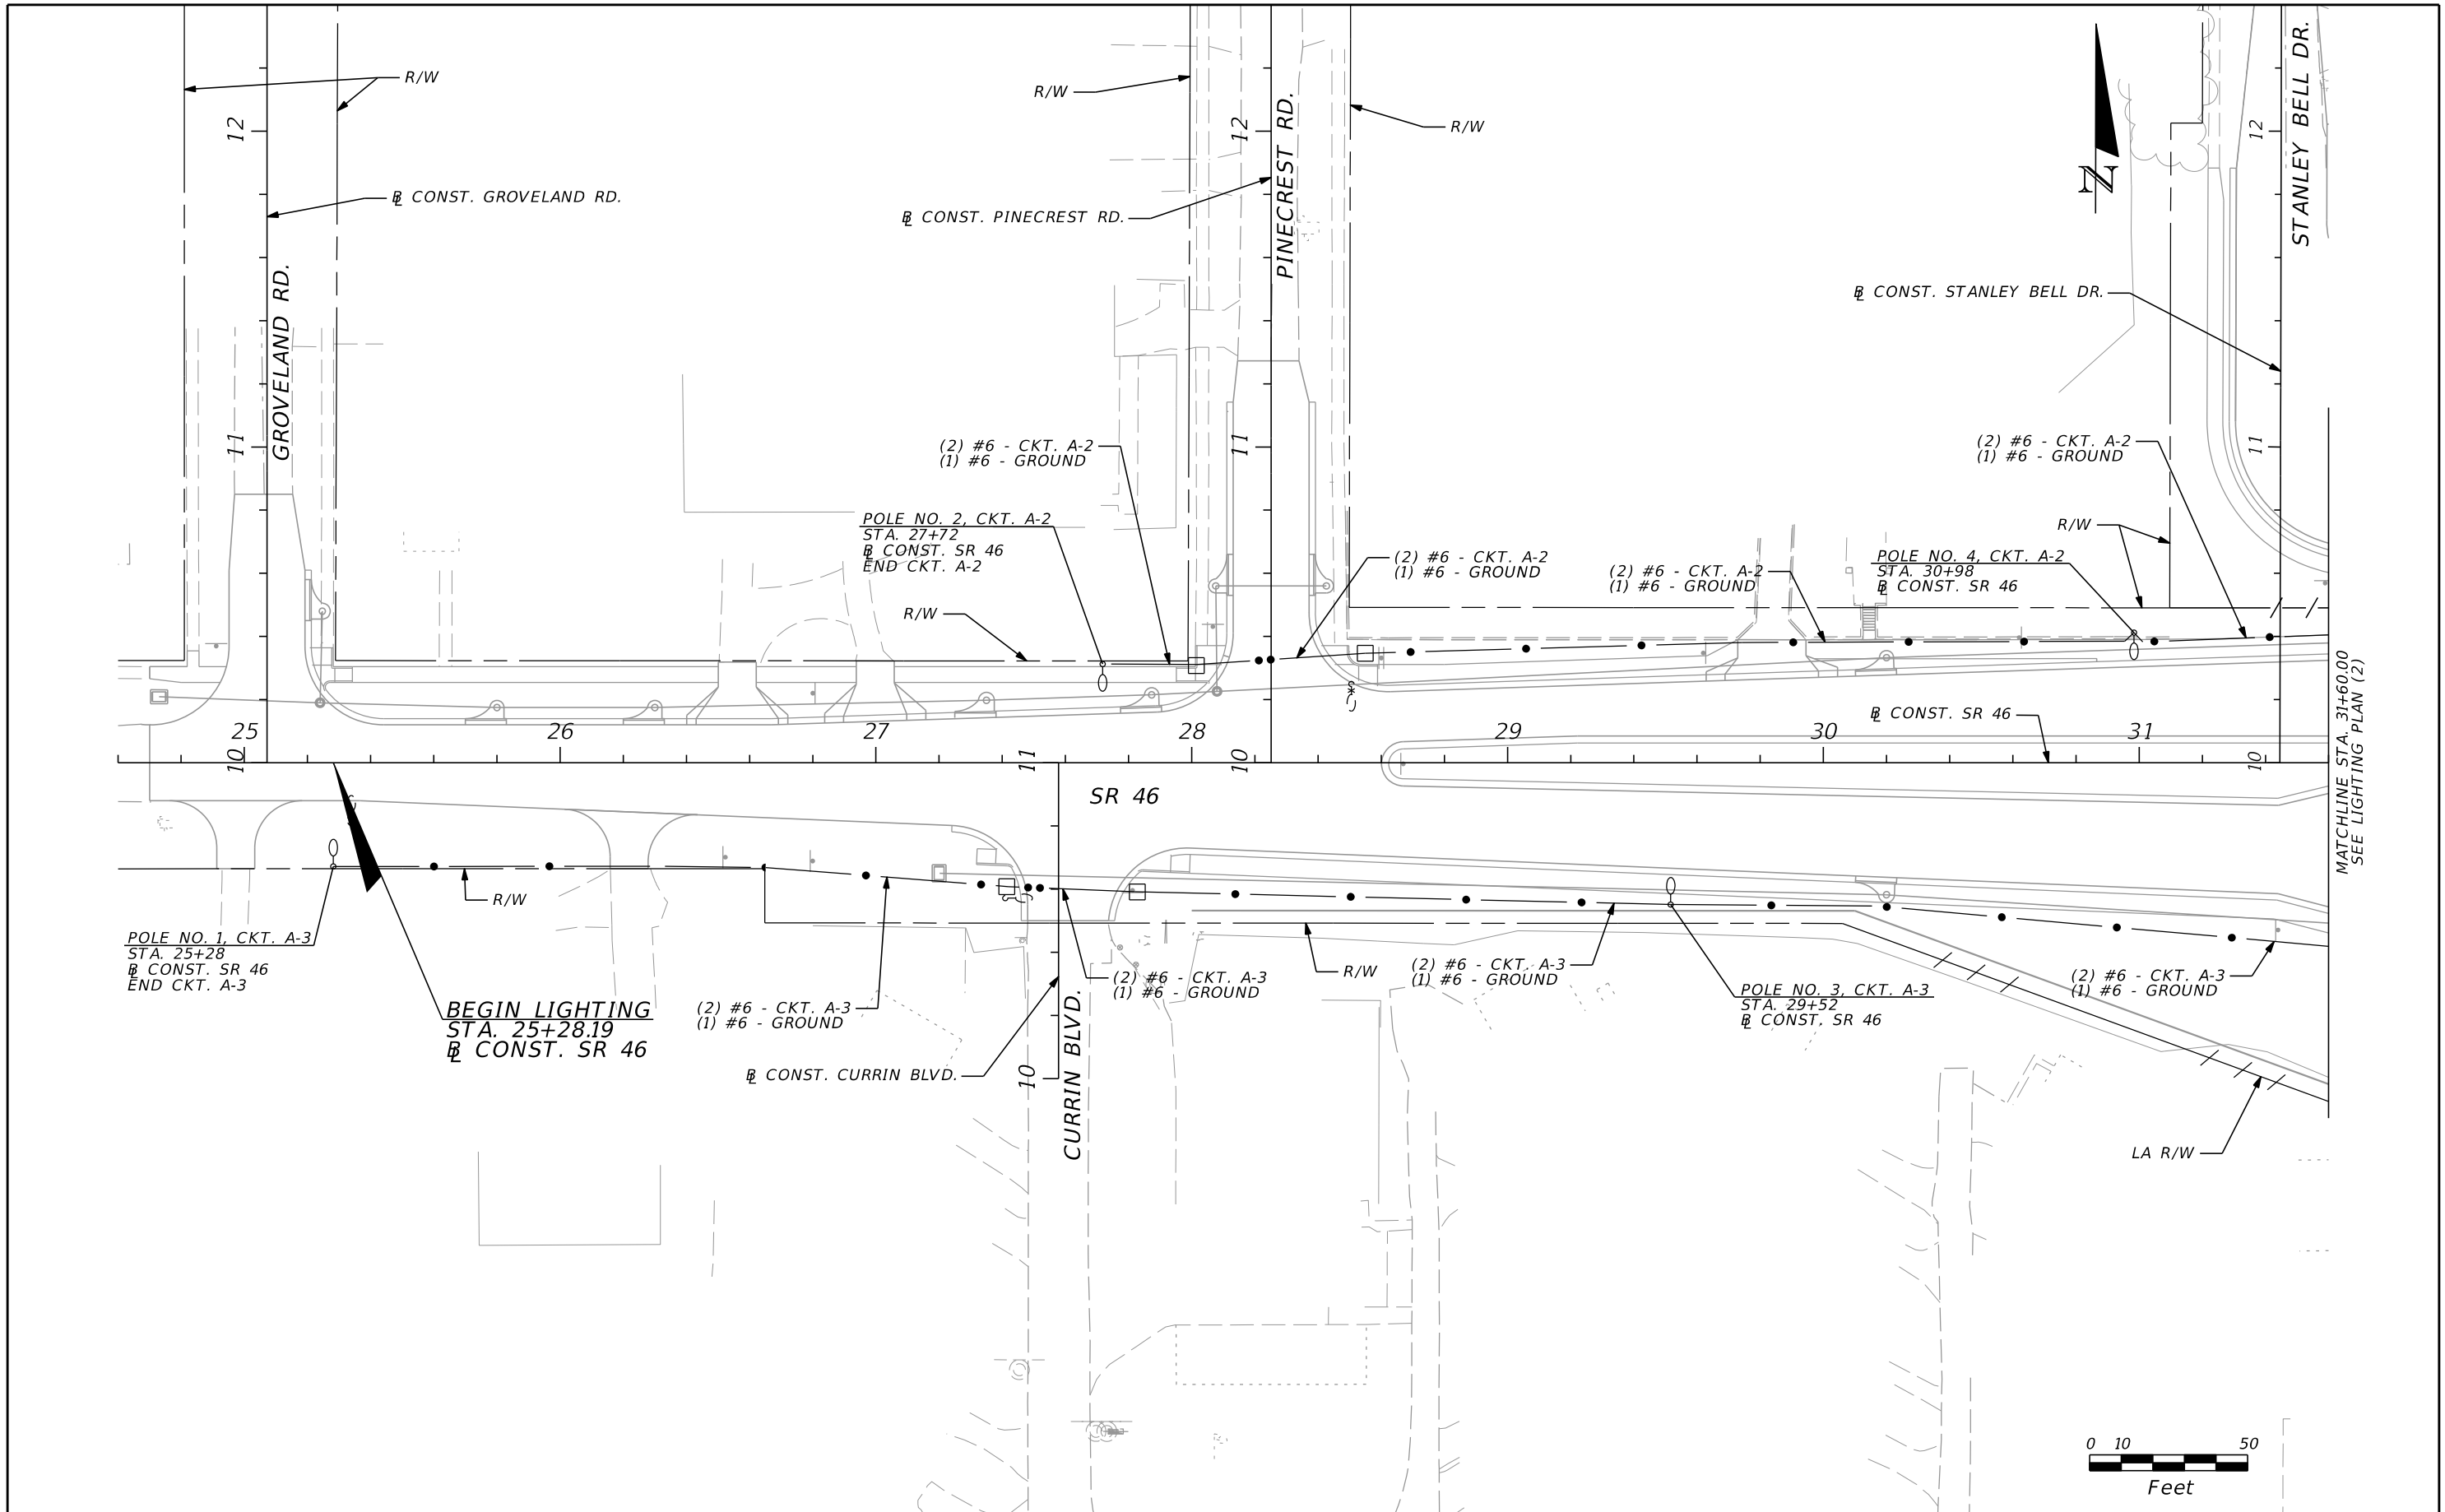 R/W
R/W
R/W
12
12
12
STANLEY BELL DR.
PINECREST RD.
N
℄ CONST. GROVELAND RD.
℄ CONST. PINECREST RD.
℄ CONST. STANLEY BELL DR.
GROVELAND RD.
11
11
11
(2) #6 - CKT. A-2
(1) #6 - GROUND
(2) #6 - CKT. A-2
(1) #6 - GROUND
POLE NO. 2, CKT. A-2
STA. 27+72
℄ CONST. SR 46
END CKT. A-2
R/W
(2) #6 - CKT. A-2
(1) #6 - GROUND
(2) #6 - CKT. A-2
(1) #6 - GROUND
POLE NO. 4, CKT. A-2
STA. 30+98
℄ CONST. SR 46
R/W
℄ CONST. SR 46
25
26
27
28
29
30
31
10
11
10
10
SR 46
MATCHLINE STA. 31+60.00
SEE LIGHTING PLAN (2)
R/W
POLE NO. 1, CKT. A-3
STA. 25+28
℄ CONST. SR 46
END CKT. A-3
BEGIN LIGHTING
STA. 25+28.19
℄ CONST. SR 46
(2) #6 - CKT. A-3
(1) #6 - GROUND
℄ CONST. CURRIN BLVD.
10
CURRIN BLVD.
(2) #6 - CKT. A-3
(1) #6 - GROUND
R/W
(2) #6 - CKT. A-3
(1) #6 - GROUND
POLE NO. 3, CKT. A-3
STA. 29+52
℄ CONST. SR 46
(2) #6 - CKT. A-3
(1) #6 - GROUND
LA R/W
0 10 50
Feet